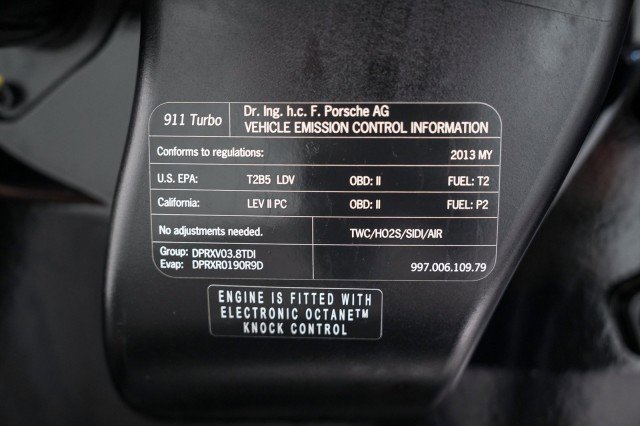 911 Turbo
Dr. Ing. h.c. F. Porsche AG
VEHICLE EMISSION CONTROL INFORMATION
Conforms to regulations: 2013 MY
U.S. EPA: T2B5 LDV OBD: II FUEL: T2
California: LEV II PC OBD: II FUEL: P2
No adjustments needed. TWC/HO2S/SIDI/AIR
Group: DPRXV03.8TDI
Evap: DPRXR0190R9D 997.006.109.79
ENGINE IS FITTED WITH
ELECTRONIC OCTANE™
KNOCK CONTROL